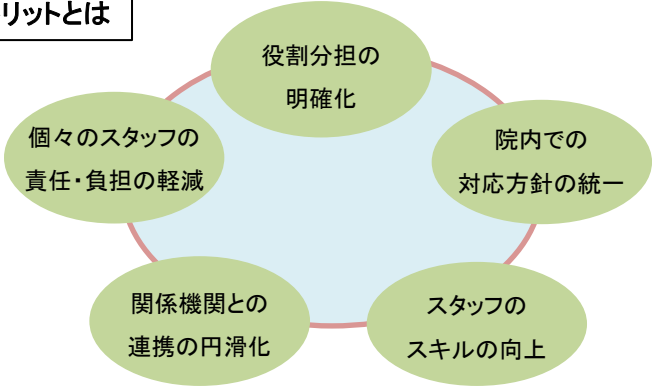 リットとは
役割分担の
明確化
個々のスタッフの
責任・負担の軽減
院内での
対応方針の統一
関係機関との
連携の円滑化
スタッフの
スキルの向上